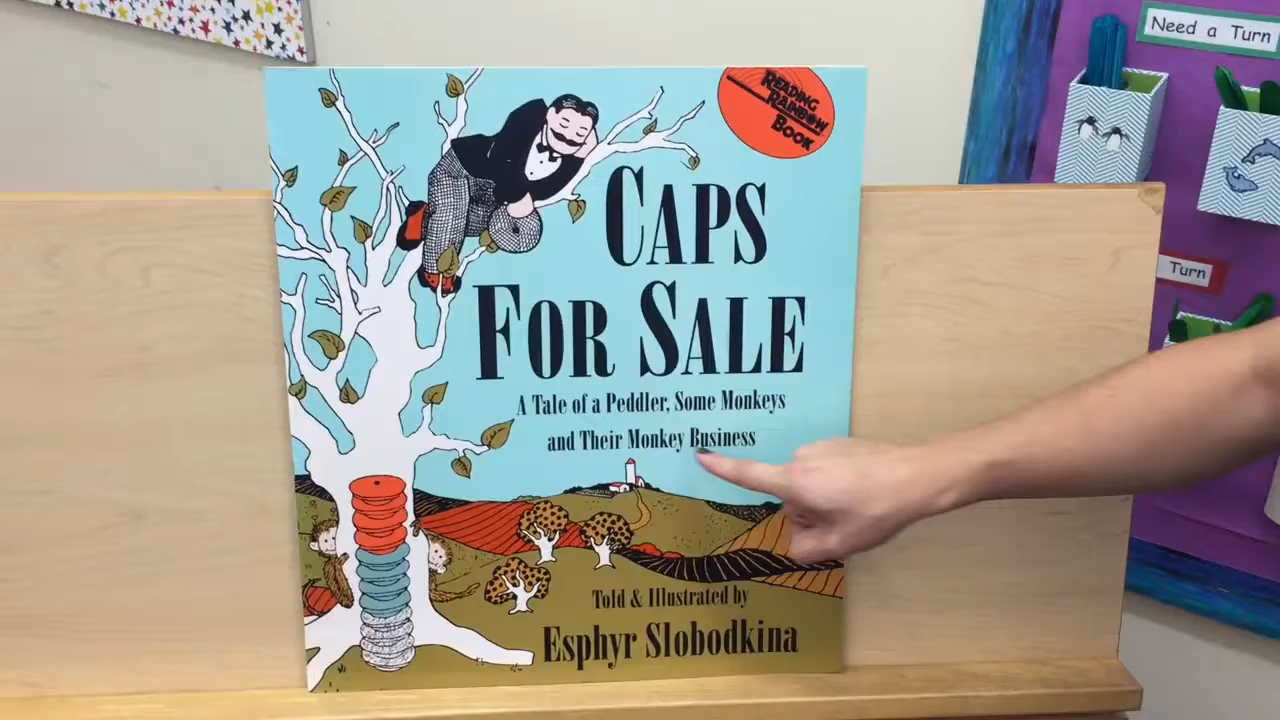 READING
RAINBOW
BOOK
CAPS
FOR SALE
A Tale of a Peddler, Some Monkeys
and Their Monkey Business
Told & Illustrated by
Esphyr Slobodkina
Need a Turn
Turn